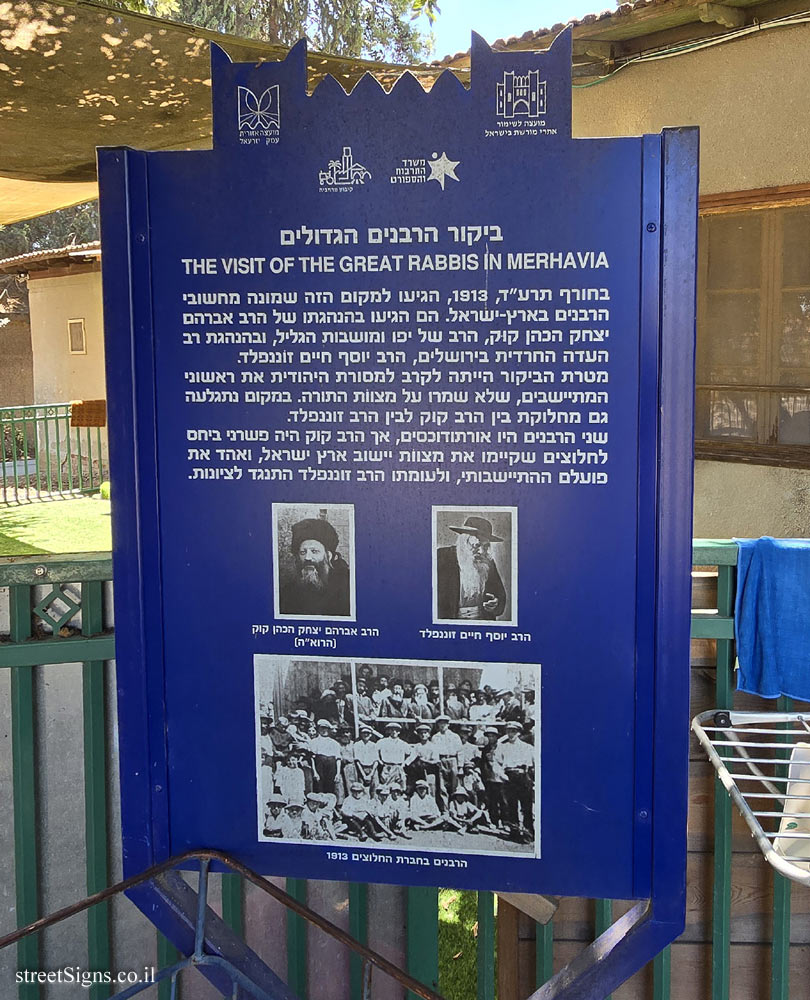 מועצה אזורית
עמק יזרעאל
מועצה לשימור
אתרי מורשת בישראל
קיבוץ מרחביה
משרד
התרבות
והספורט
ביקור הרבנים הגדולים
THE VISIT OF THE GREAT RABBIS IN MERHAVIA
בחורף תרע"ד, 1913, הגיעו למקום הזה שמונה מחשובי
הרבנים בארץ-ישראל. הם הגיעו בהנהגתו של הרב אברהם
יצחק הכהן קוק, הרב של יפו ומושבות הגליל, ובהנהגת רב
העדה החרדית בירושלים, הרב יוסף חיים זוננפלד.
מטרת הביקור הייתה לקרב למסורת היהודית את ראשוני
המתיישבים, שלא שמרו על מצוות התורה. במקום נתגלעה
גם מחלוקת בין הרב קוק לבין הרב זוננפלד.
שני הרבנים היו אורתודוכסים, אך הרב קוק היה פשרני ביחס
לחלוצים שקיימו את מצוות יישוב ארץ ישראל, ואהד את
פועלם ההתיישבותי, ולעומתו הרב זוננפלד התנגד לציונות.
הרב יוסף חיים זוננפלד
הרב אברהם יצחק הכהן קוק
(הרוא"ה)
הרבנים בחברת החלוצים 1913
streetSigns.co.il